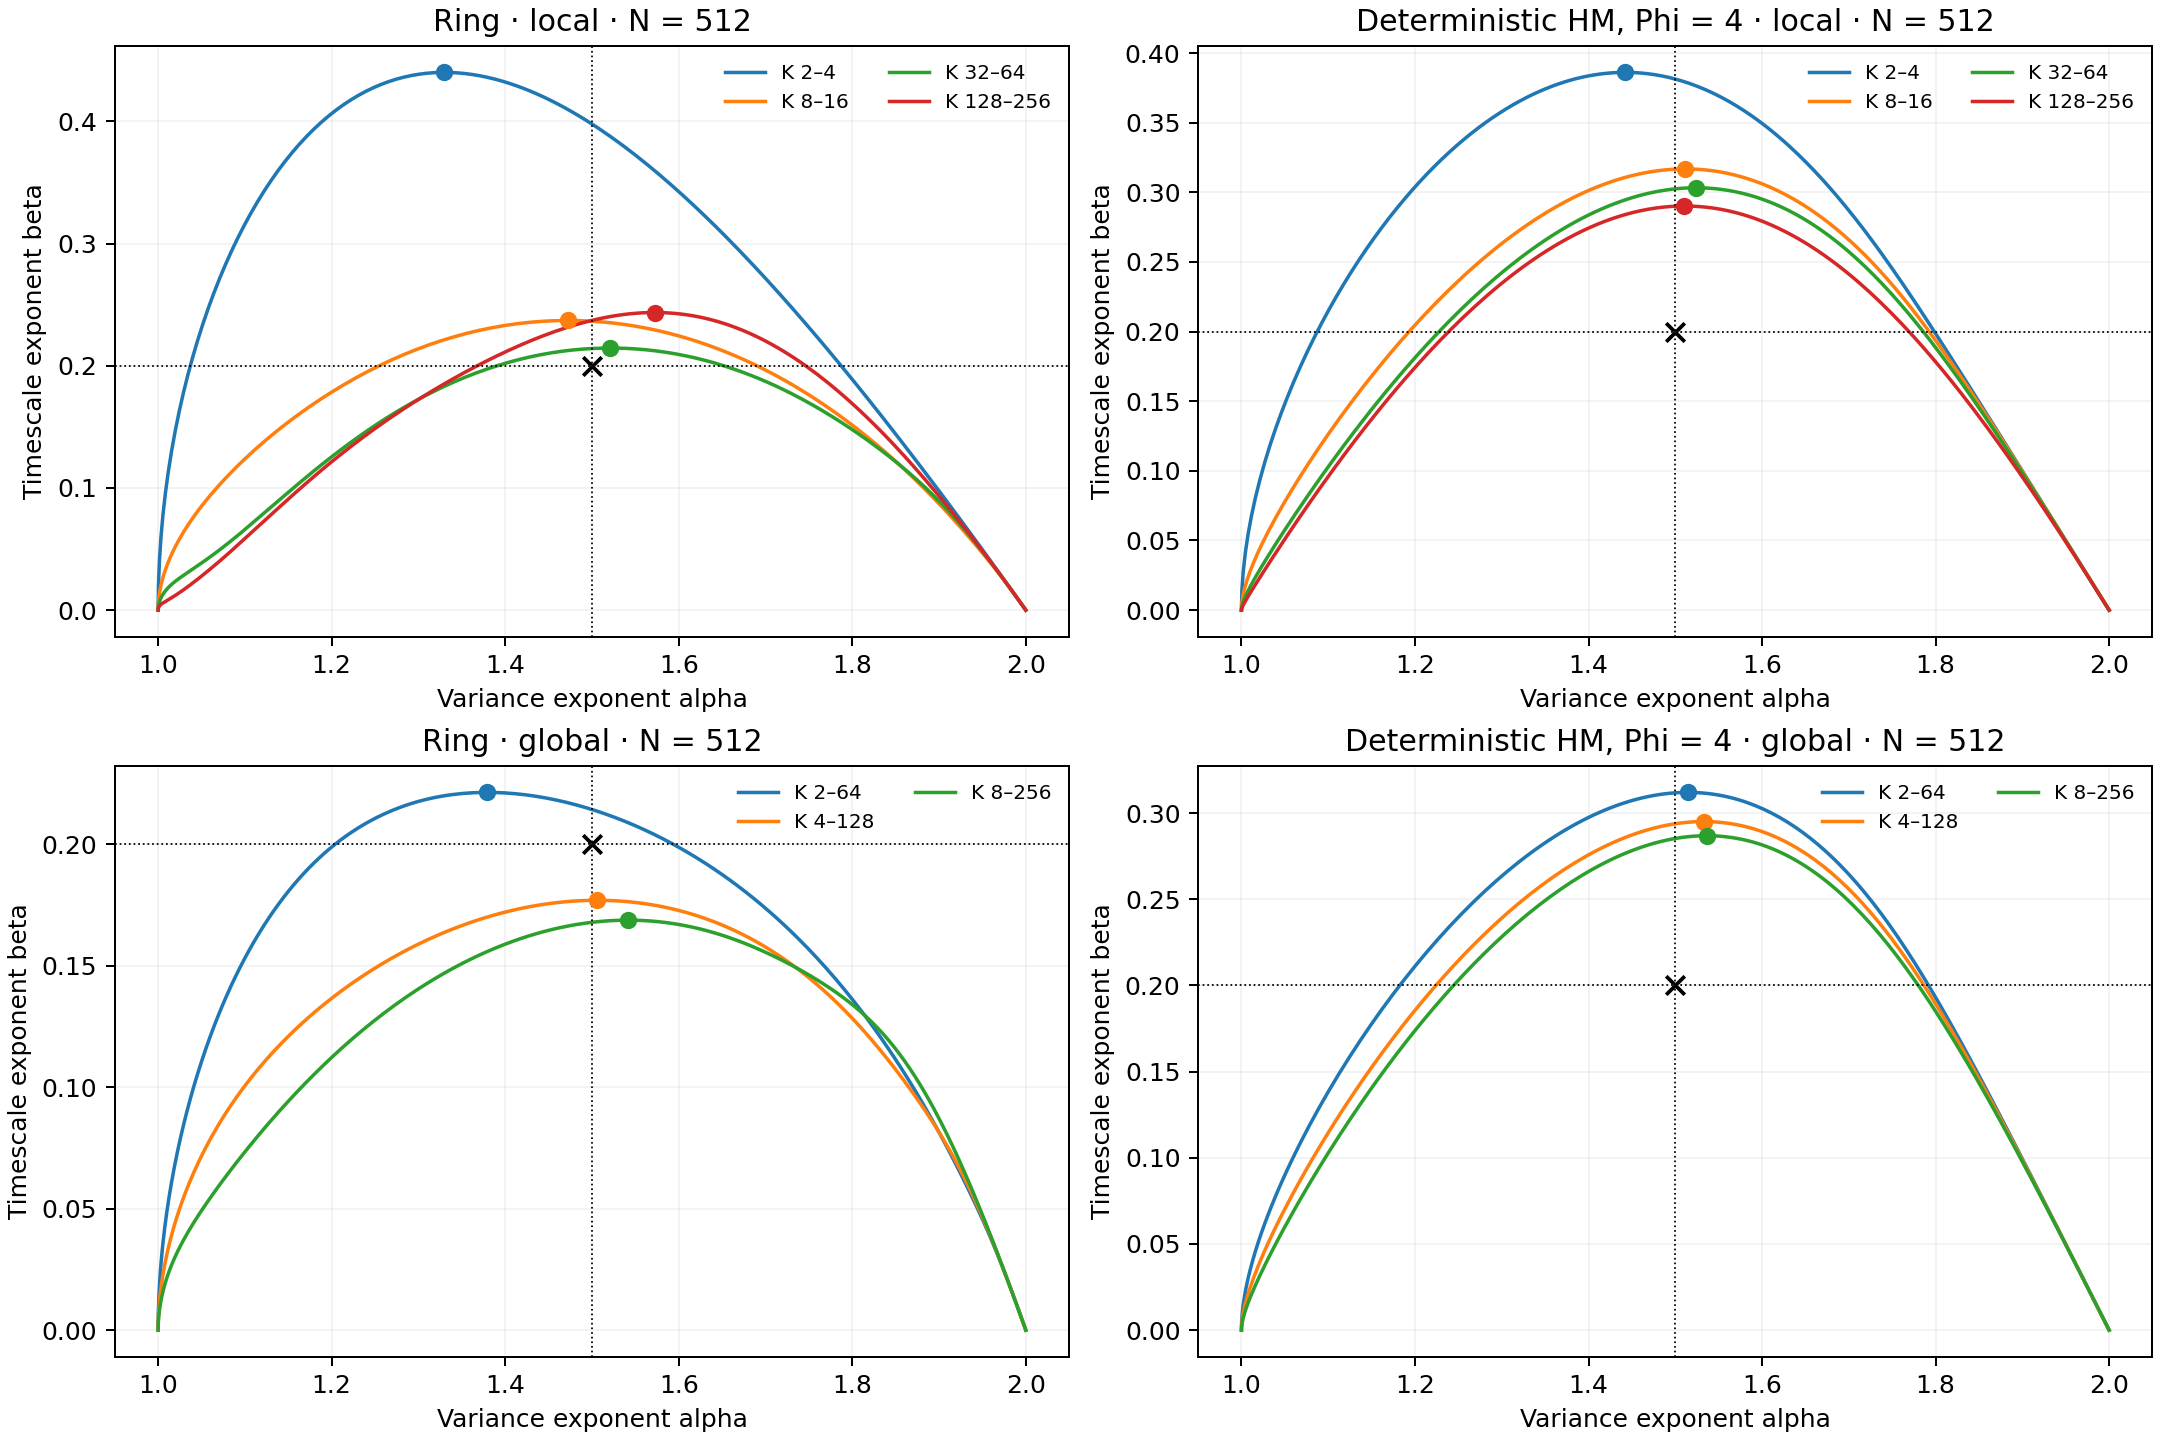 Ring · local · N = 512
K 2–4
K 8–16
K 32–64
K 128–256
0.4
0.3
0.2
0.1
0.0
Timescale exponent beta
1.0 1.2 1.4 1.6 1.8 2.0
Variance exponent alpha
Deterministic HM, Phi = 4 · local · N = 512
K 2–4
K 8–16
K 32–64
K 128–256
0.40
0.35
0.30
0.25
0.20
0.15
0.10
0.05
0.00
Timescale exponent beta
1.0 1.2 1.4 1.6 1.8 2.0
Variance exponent alpha
Ring · global · N = 512
K 2–64
K 4–128
K 8–256
0.20
0.15
0.10
0.05
0.00
Timescale exponent beta
1.0 1.2 1.4 1.6 1.8 2.0
Variance exponent alpha
Deterministic HM, Phi = 4 · global · N = 512
K 2–64
K 4–128
K 8–256
0.30
0.25
0.20
0.15
0.10
0.05
0.00
Timescale exponent beta
1.0 1.2 1.4 1.6 1.8 2.0
Variance exponent alpha